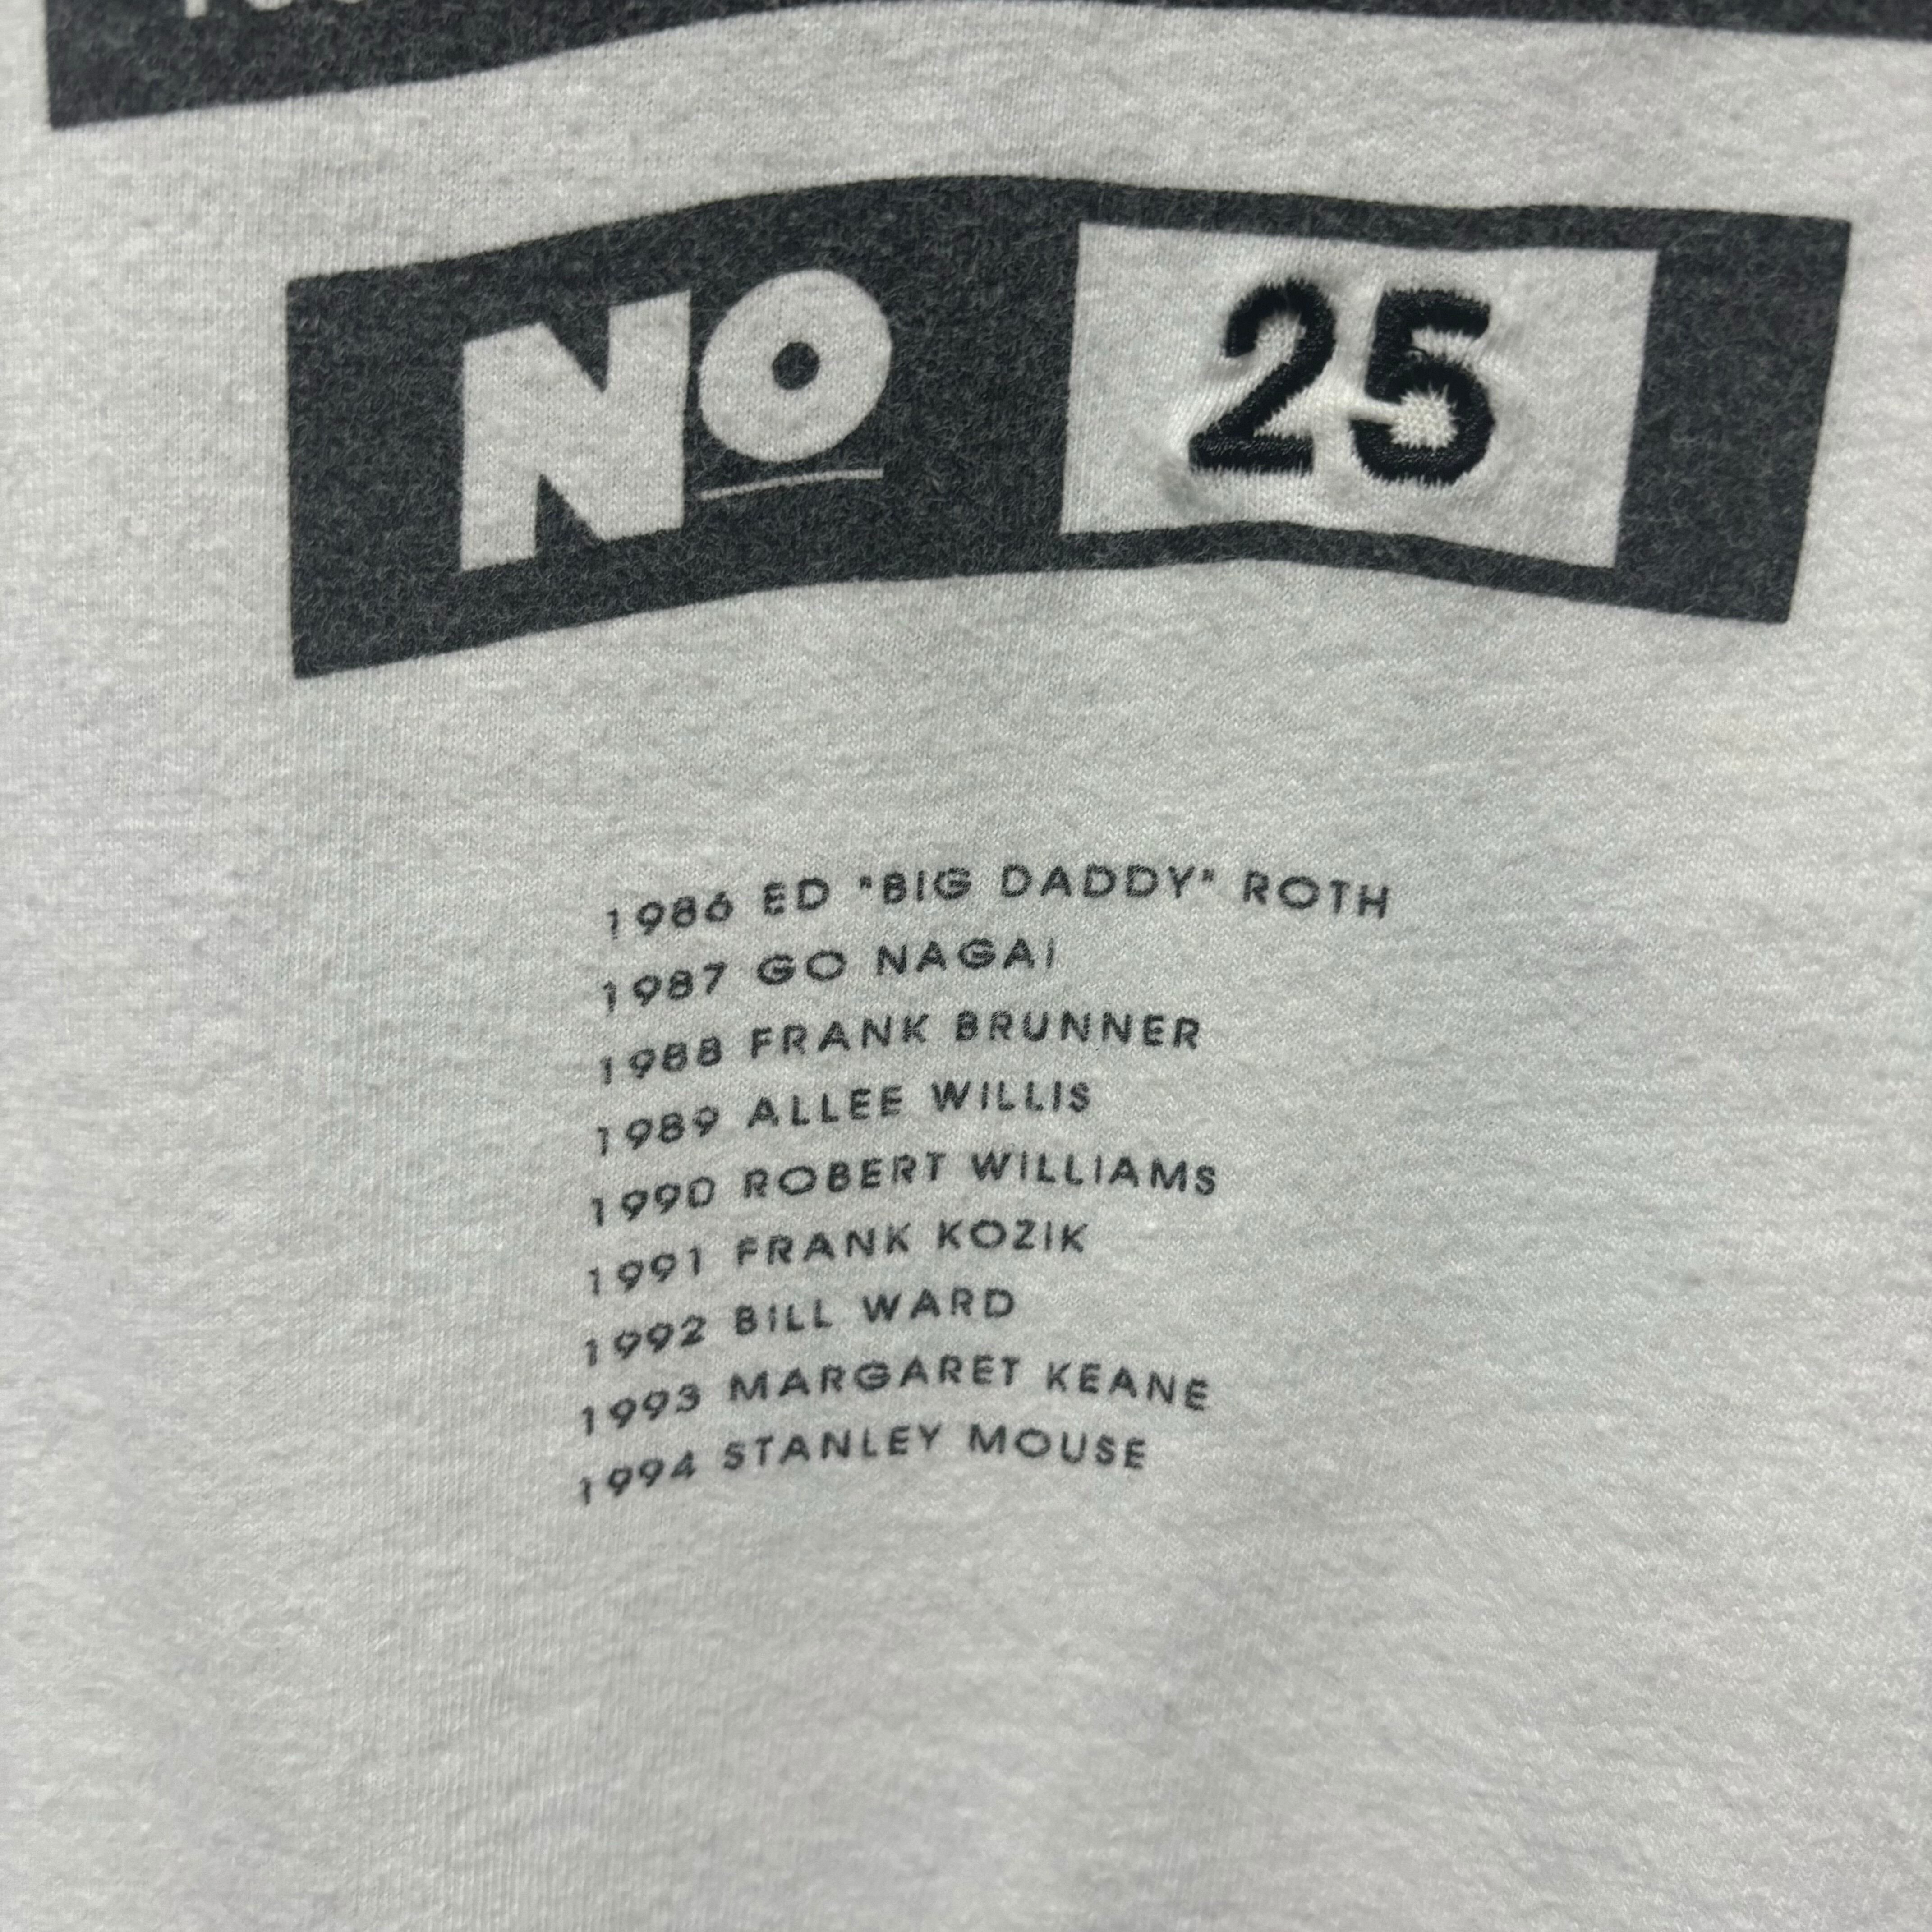 No 25
1986 ED "BIG DADDY" ROTH
1987 GO NAGAI
1988 FRANK BRUNNER
1989 ALLEE WILLIS
1990 ROBERT WILLIAMS
1991 FRANK KOZIK
1992 BILL WARD
1993 MARGARET KEANE
1994 STANLEY MOUSE